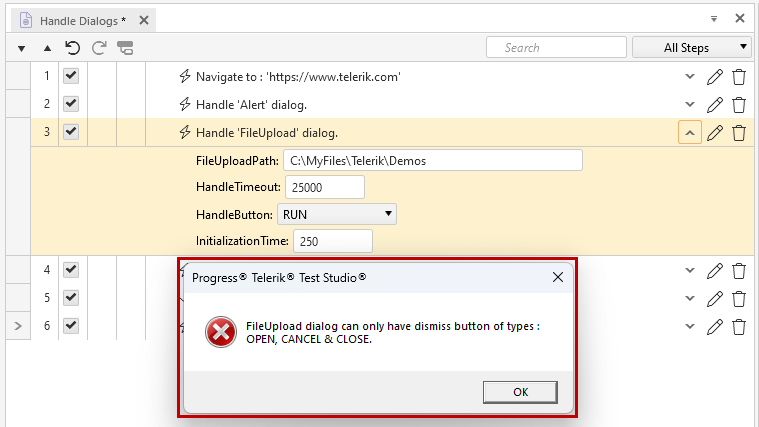 Handle Dialogs *
Search
All Steps
1 Navigate to : 'https://www.telerik.com'
2 Handle 'Alert' dialog.
3 Handle 'FileUpload' dialog.
FileUploadPath: C:\MyFiles\Telerik\Demos
HandleTimeout: 25000
HandleButton: RUN
InitializationTime: 250
4
Progress® Telerik® Test Studio®
5
6
FileUpload dialog can only have dismiss button of types :
OPEN, CANCEL & CLOSE.
OK